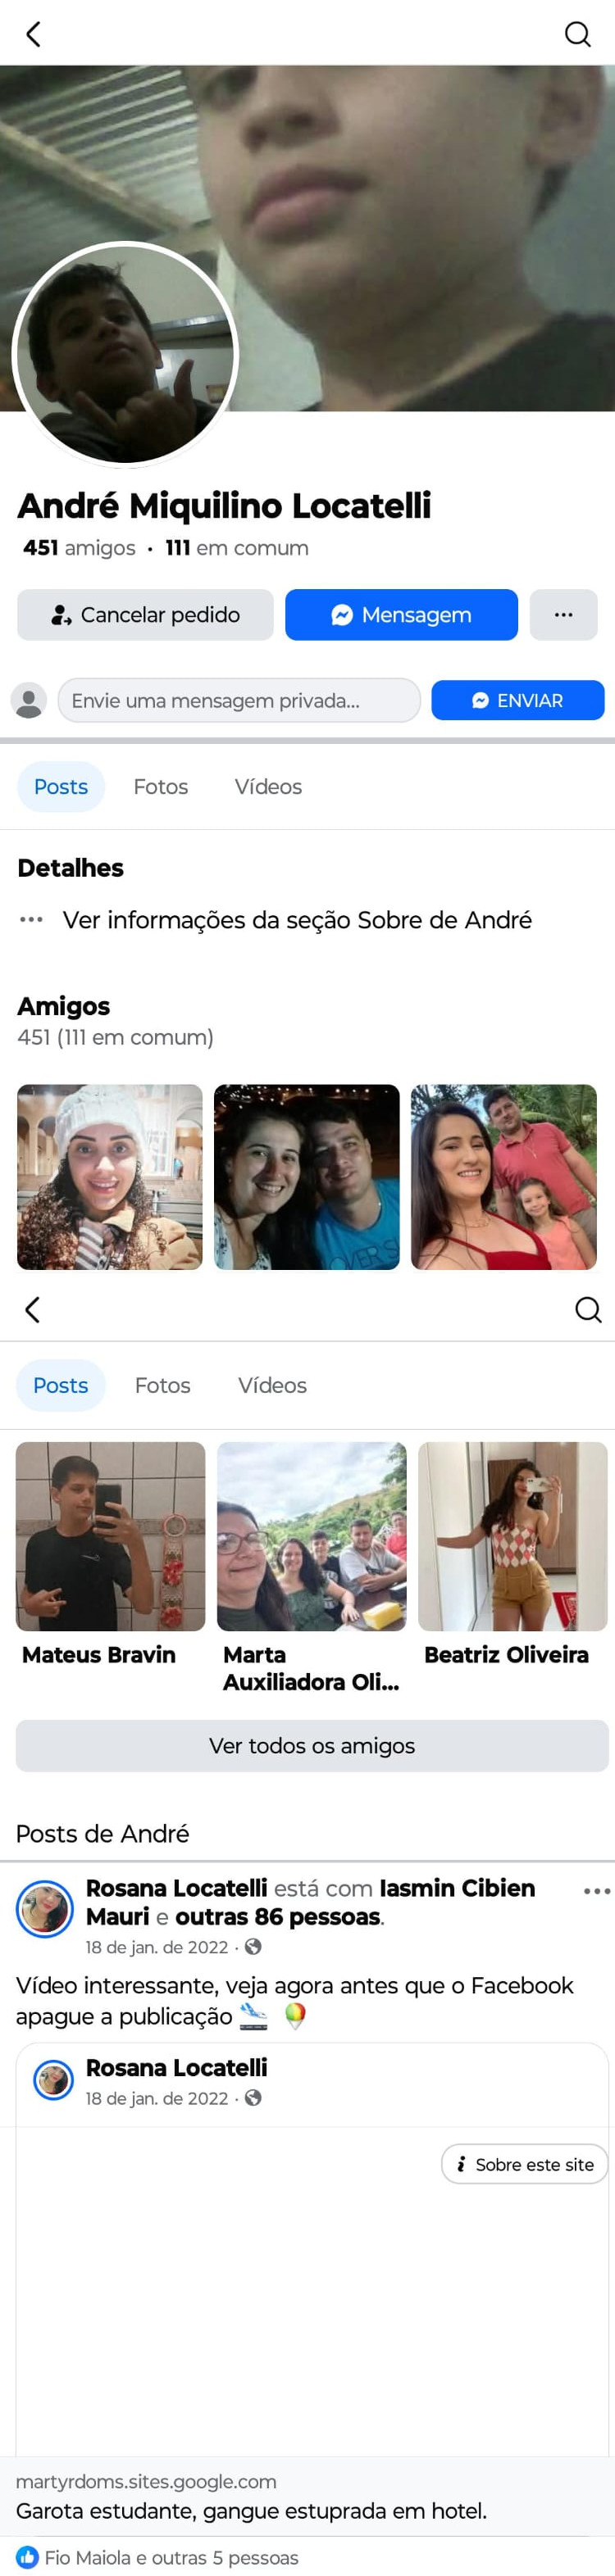 André Miquilino Locatelli
451 amigos · 111 em comum
Cancelar pedido
Mensagem
Envie uma mensagem privada...
ENVIAR
Posts Fotos Vídeos
Detalhes
Ver informações da seção Sobre de André
Amigos
451 (111 em comum)
OVERS
Posts Fotos Vídeos
Mateus Bravin
Marta
Auxiliadora Oli...
Beatriz Oliveira
Ver todos os amigos
Posts de André
Rosana Locatelli está com Iasmin Cibien
Mauri e outras 86 pessoas.
18 de jan. de 2022 ·
Vídeo interessante, veja agora antes que o Facebook
apague a publicação
Rosana Locatelli
18 de jan. de 2022 ·
Sobre este site
martyrdoms.sites.google.com
Garota estudante, gangue estuprada em hotel.
Fio Maiola e outras 5 pessoas